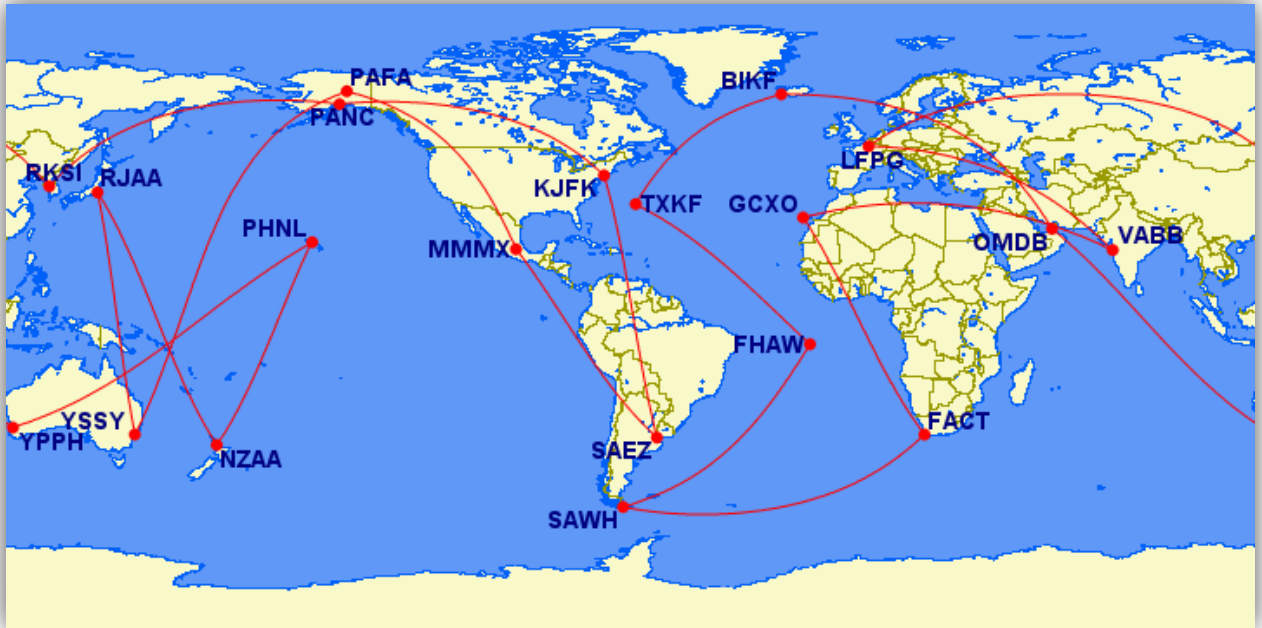 PAFA
BIKF
PANC
LFPG
RKSI
RJAA
KJFK
TXKF
GCXO
PHNL
MMMX
OMDB
VABB
FHAW
YSSY
FACT
YPPH
SAEZ
NZAA
SAWH